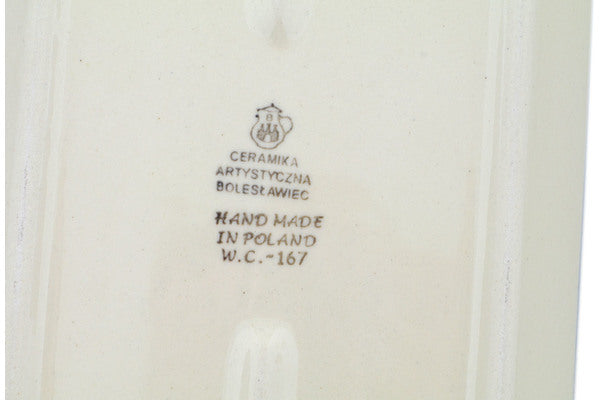 CERAMIKA
ARTYSTYCZNA
BOLESŁAWIEC
HAND MADE
IN POLAND
W.C.-167